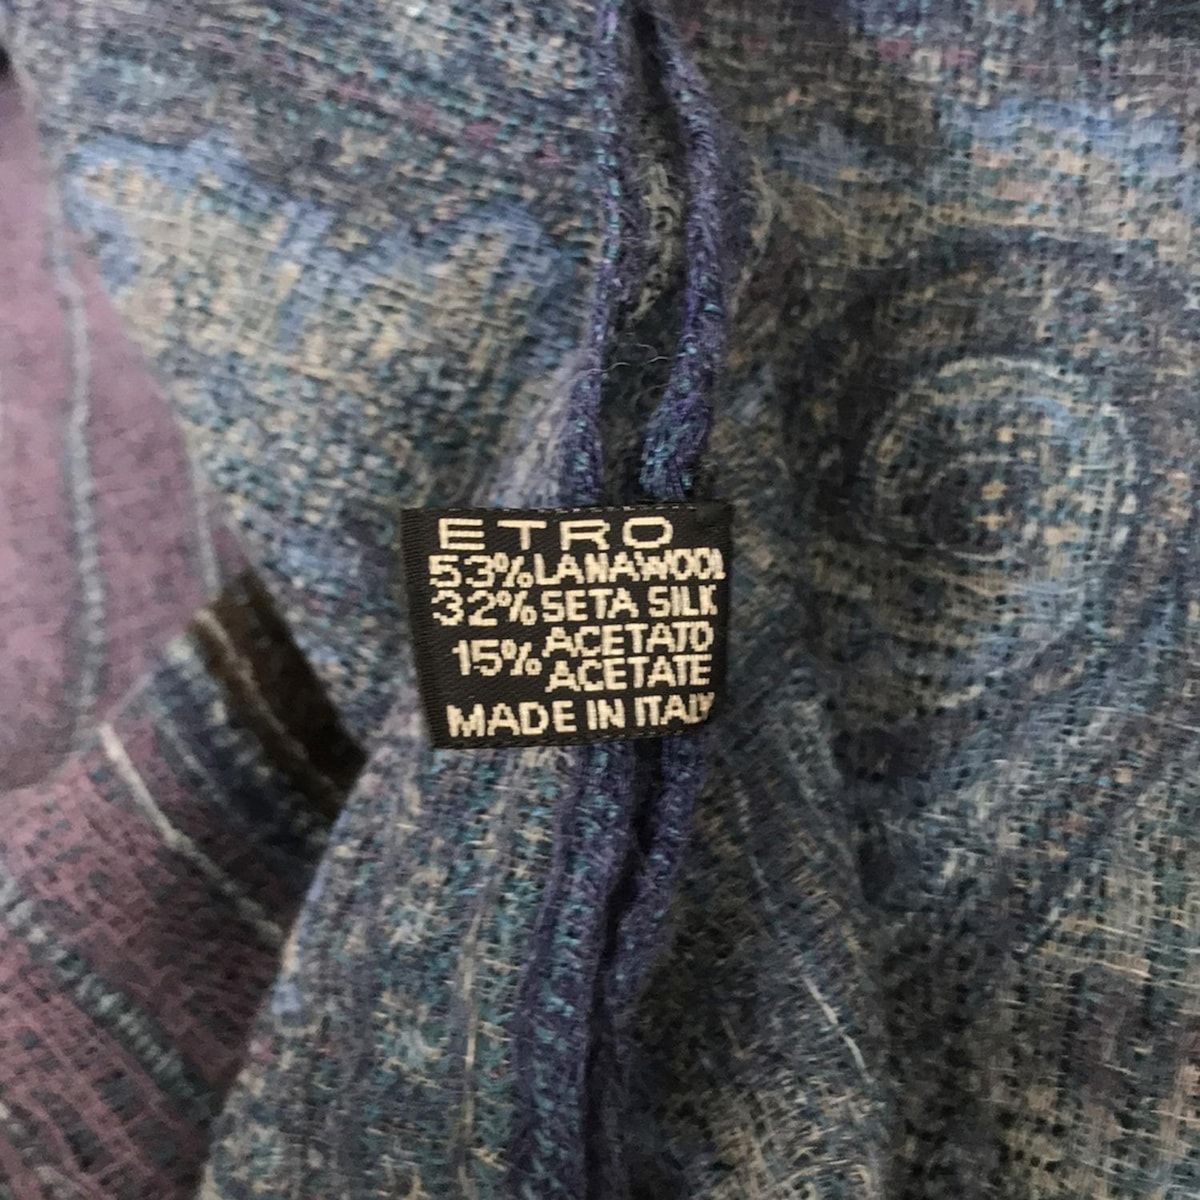 ETRO
53% LANA WOOL
32% SETA SILK
15% ACETATO
ACETATE
MADE IN ITALY